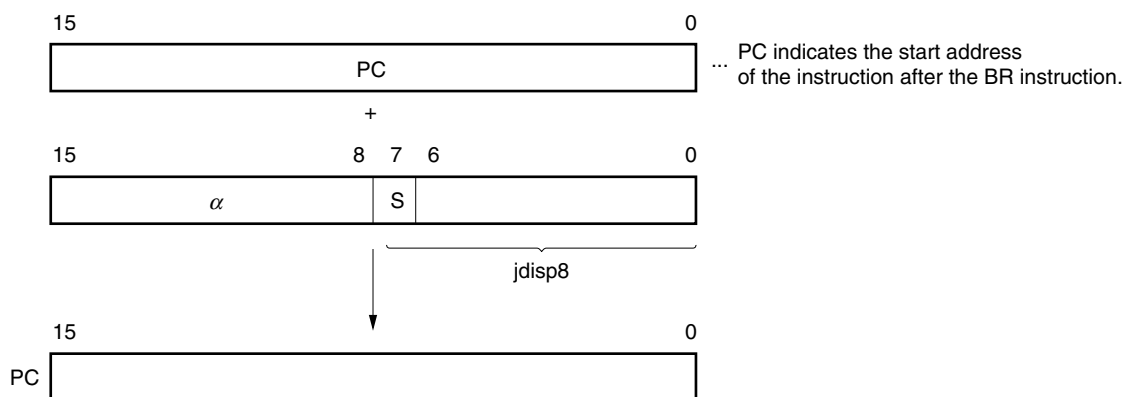 15 0
PC
... PC indicates the start address
of the instruction after the BR instruction.
+
15 8 7 6 0
α S
jdisp8
15 0
PC